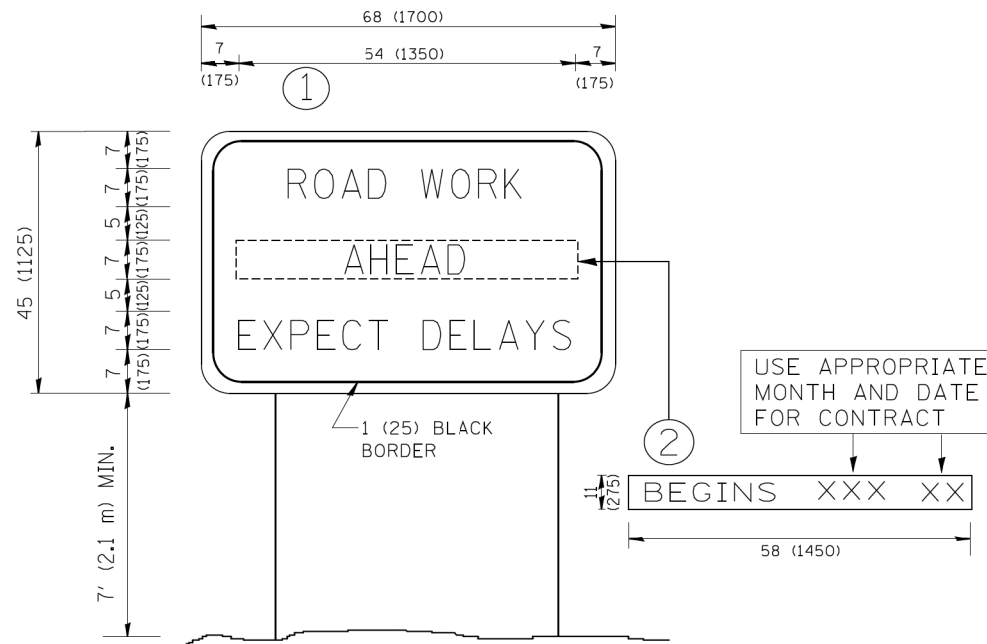 68 (1700)
7 54 (1350) 7
(175) (175)
1
7 (175)
7 (175)
5 (125)
7 (175)
5 (125)
7 (175)
7 (175)
45 (1125)
ROAD WORK
AHEAD
EXPECT DELAYS
1 (25) BLACK
BORDER
7' (2.1 m) MIN.
USE APPROPRIATE
MONTH AND DATE
FOR CONTRACT
2
11
(275)
BEGINS XXX XX
58 (1450)